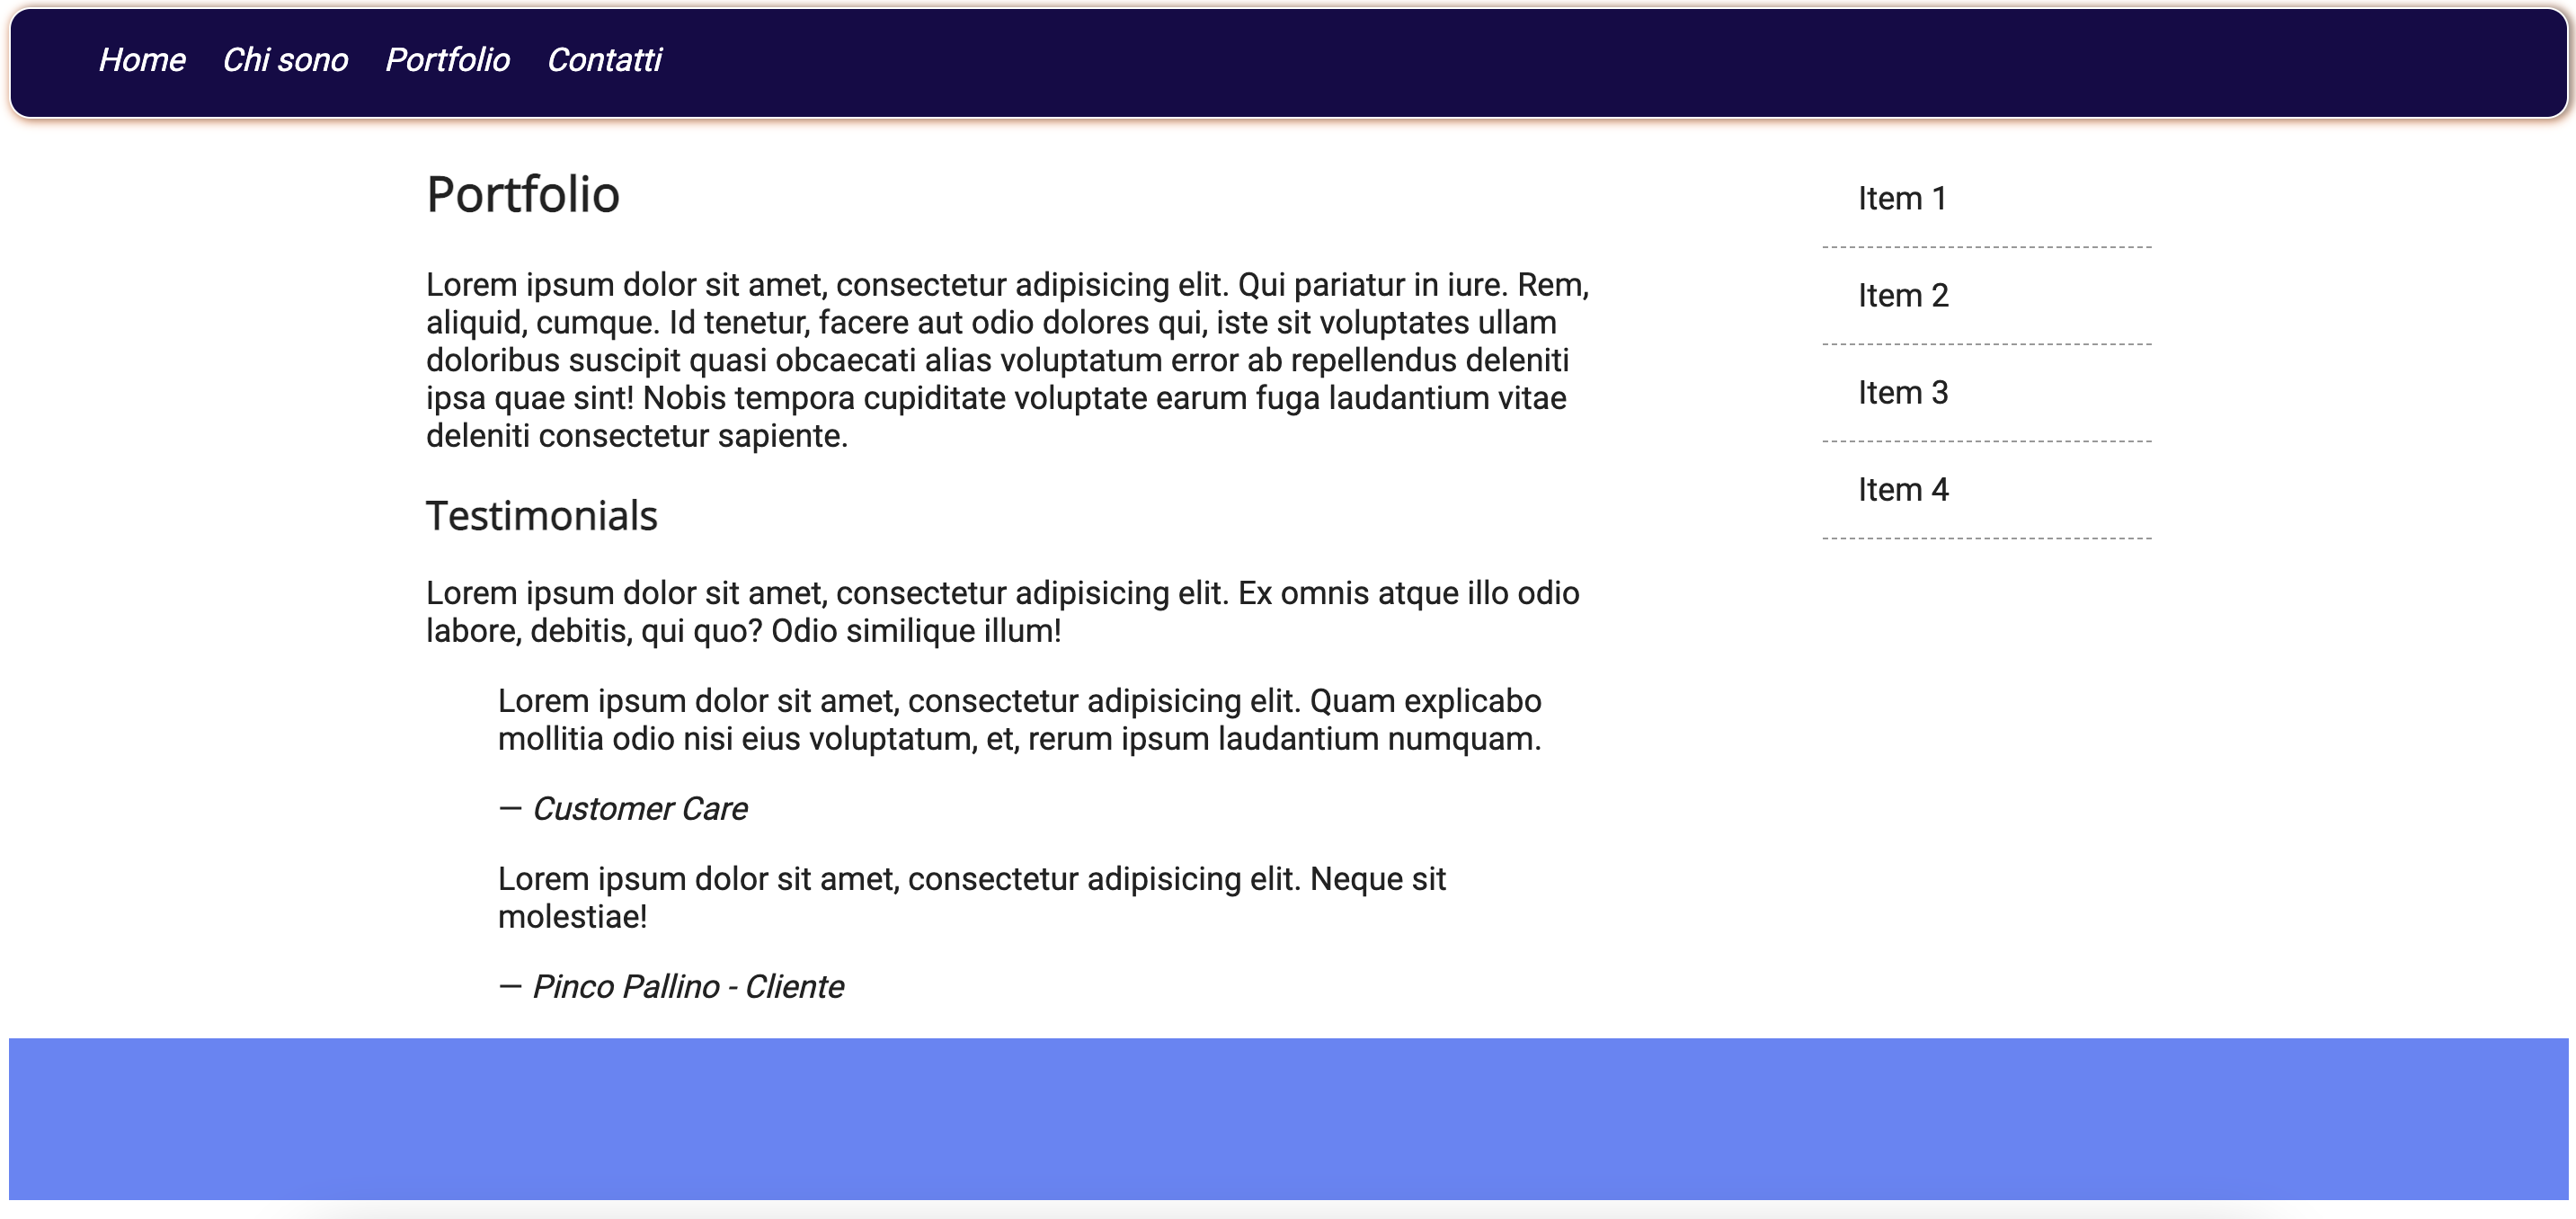 Home Chi sono Portfolio Contatti
Portfolio
Lorem ipsum dolor sit amet, consectetur adipisicing elit. Qui pariatur in iure. Rem,
aliquid, cumque. Id tenetur, facere aut odio dolores qui, iste sit voluptates ullam
doloribus suscipit quasi obcaecati alias voluptatum error ab repellendus deleniti
ipsa quae sint! Nobis tempora cupiditate voluptate earum fuga laudantium vitae
deleniti consectetur sapiente.
Testimonials
Lorem ipsum dolor sit amet, consectetur adipisicing elit. Ex omnis atque illo odio
labore, debitis, qui quo? Odio similique illum!
Lorem ipsum dolor sit amet, consectetur adipisicing elit. Quam explicabo
mollitia odio nisi eius voluptatum, et, rerum ipsum laudantium numquam.
— Customer Care
Lorem ipsum dolor sit amet, consectetur adipisicing elit. Neque sit
molestiae!
— Pinco Pallino - Cliente
Item 1
Item 2
Item 3
Item 4